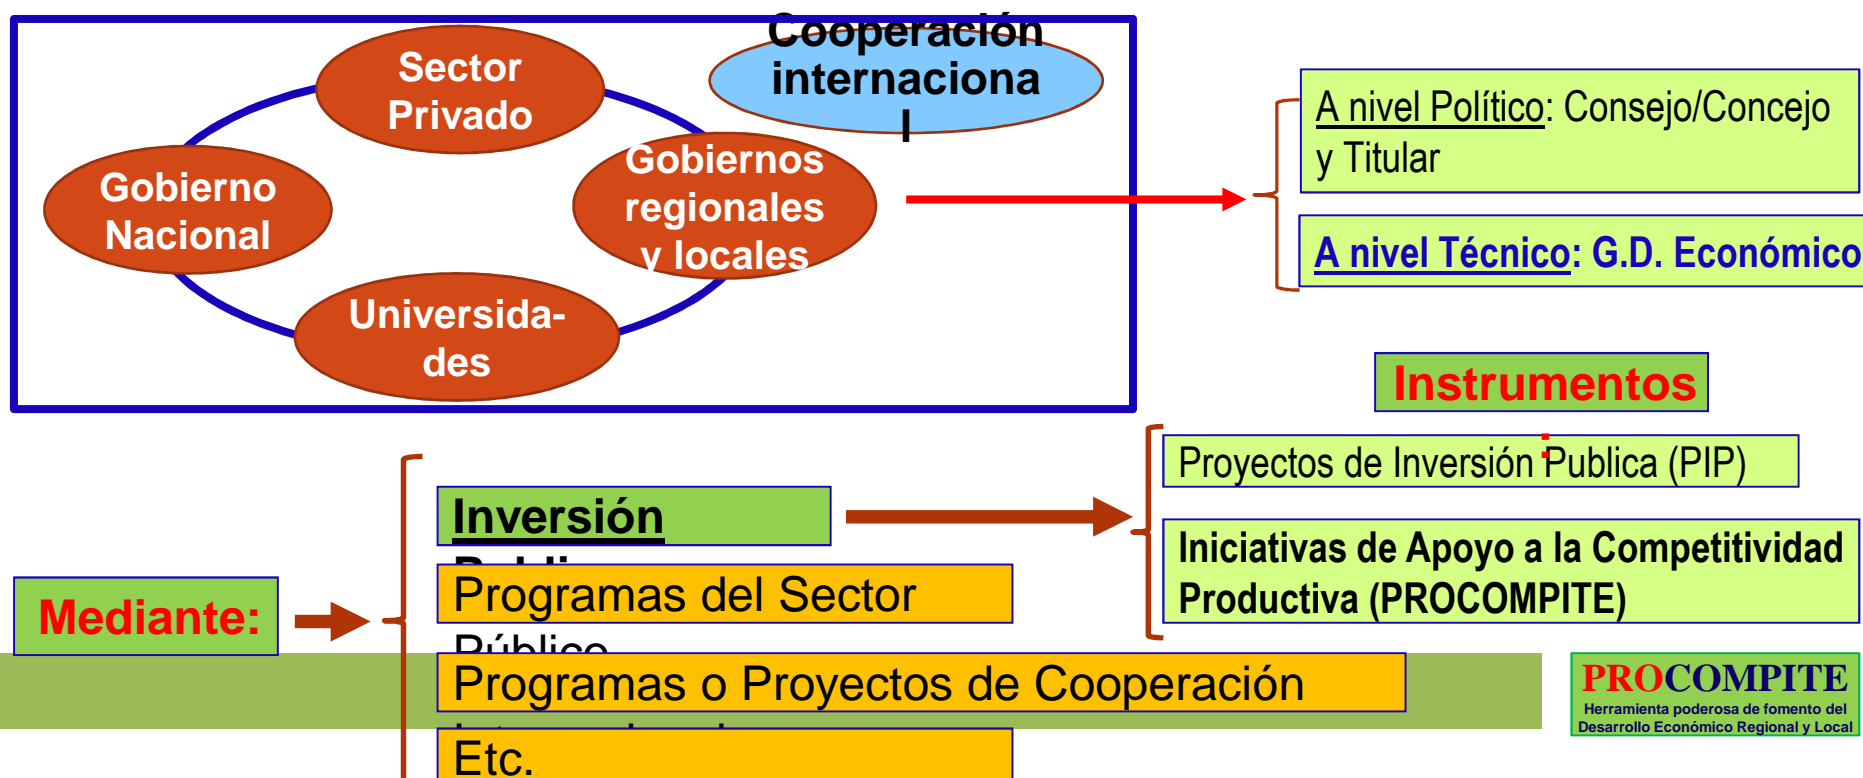 Cooperación
internaciona
l
Sector
Privado
Gobierno
Nacional
Gobiernos
regionales
y locales
Universida-
des
A nivel Político: Consejo/Concejo
y Titular
A nivel Técnico: G.D. Económico
Instrumentos
:
Proyectos de Inversión Publica (PIP)
Iniciativas de Apoyo a la Competitividad
Productiva (PROCOMPITE)
Mediante:
Inversión
Programas del Sector
Público
Programas o Proyectos de Cooperación
Etc.
PROCOMPITE
Herramienta poderosa de fomento del
Desarrollo Económico Regional y Local